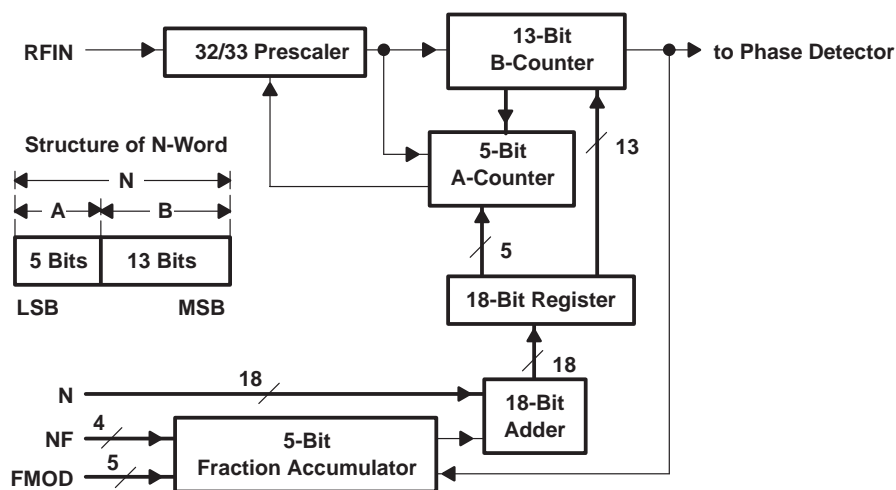 RFIN
32/33 Prescaler
13-Bit
B-Counter
to Phase Detector
Structure of N-Word
N
A
B
5 Bits
13 Bits
LSB
MSB
5-Bit
A-Counter
13
5
18-Bit Register
18
N
18
18-Bit
Adder
NF
4
5-Bit
Fraction Accumulator
FMOD
5